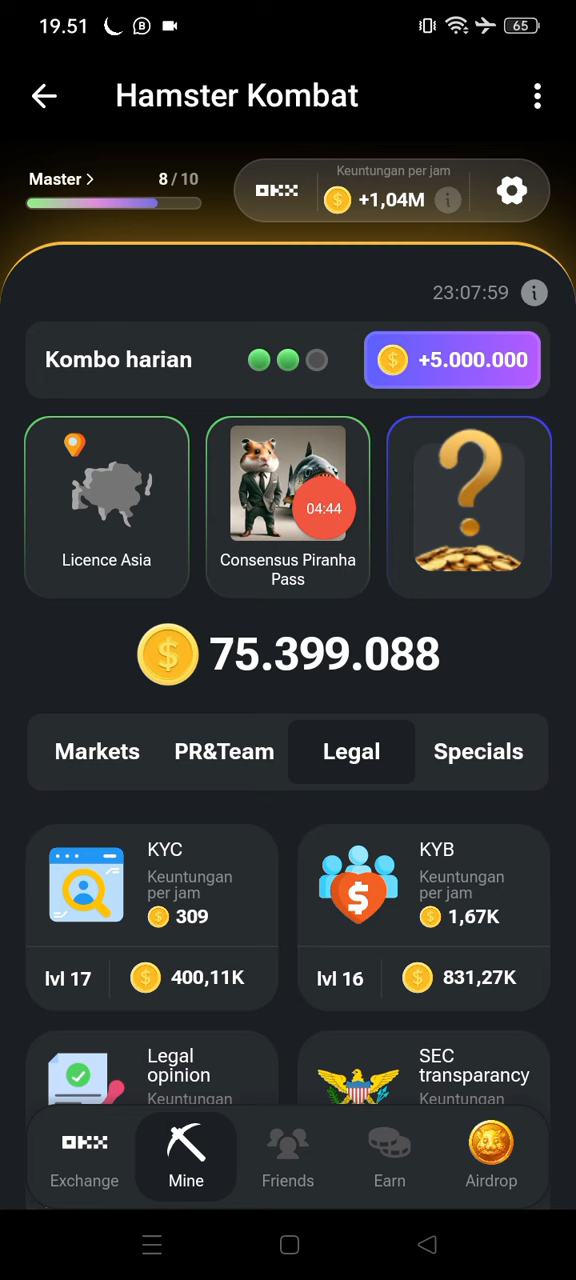 19.51
65
Hamster Kombat
Master > 8 / 10
OKX
Keuntungan per jam
+1,04M
23:07:59
Kombo harian
+5.000.000
04:44
Licence Asia
Consensus Piranha
Pass
75.399.088
Markets PR&Team Legal Specials
KYC
Keuntungan
per jam
309
lvl 17 400,11K
KYB
Keuntungan
per jam
1,67K
lvl 16 831,27K
Legal
opinion
Keuntungan
SEC
transparancy
Keuntungan
OKX
Exchange Mine Friends Earn Airdrop